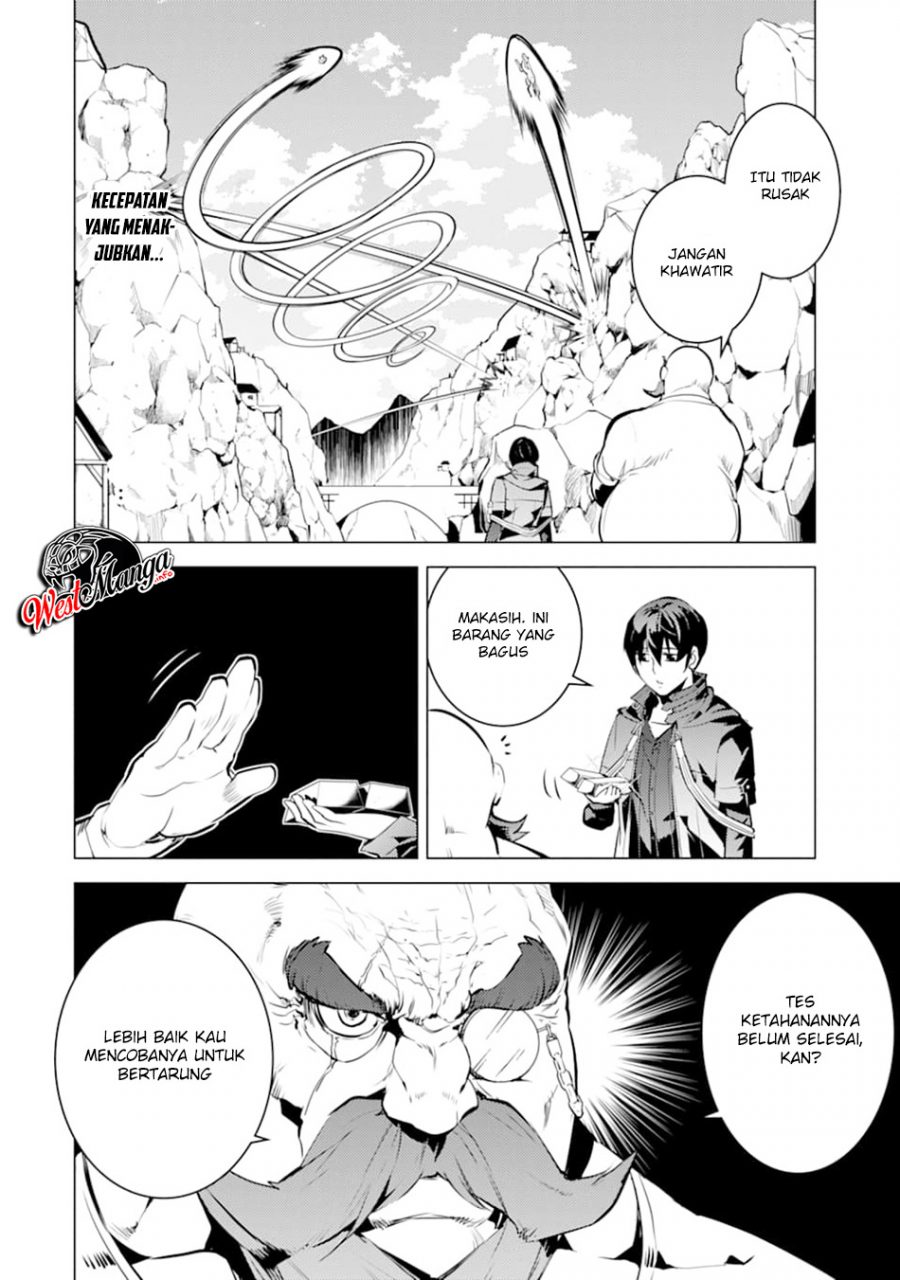 ITU TIDAK
RUSAK
JANGAN
KHAWATIR
KECEPATAN
YANG MENAK-
JUBKAN...
MAKASIH. INI
BARANG YANG
BAGUS
WestManga
.info
TES
KETAHANANNYA
BELUM SELESAI,
KAN?
LEBIH BAIK KAU
MENCOBANYA UNTUK
BERTARUNG